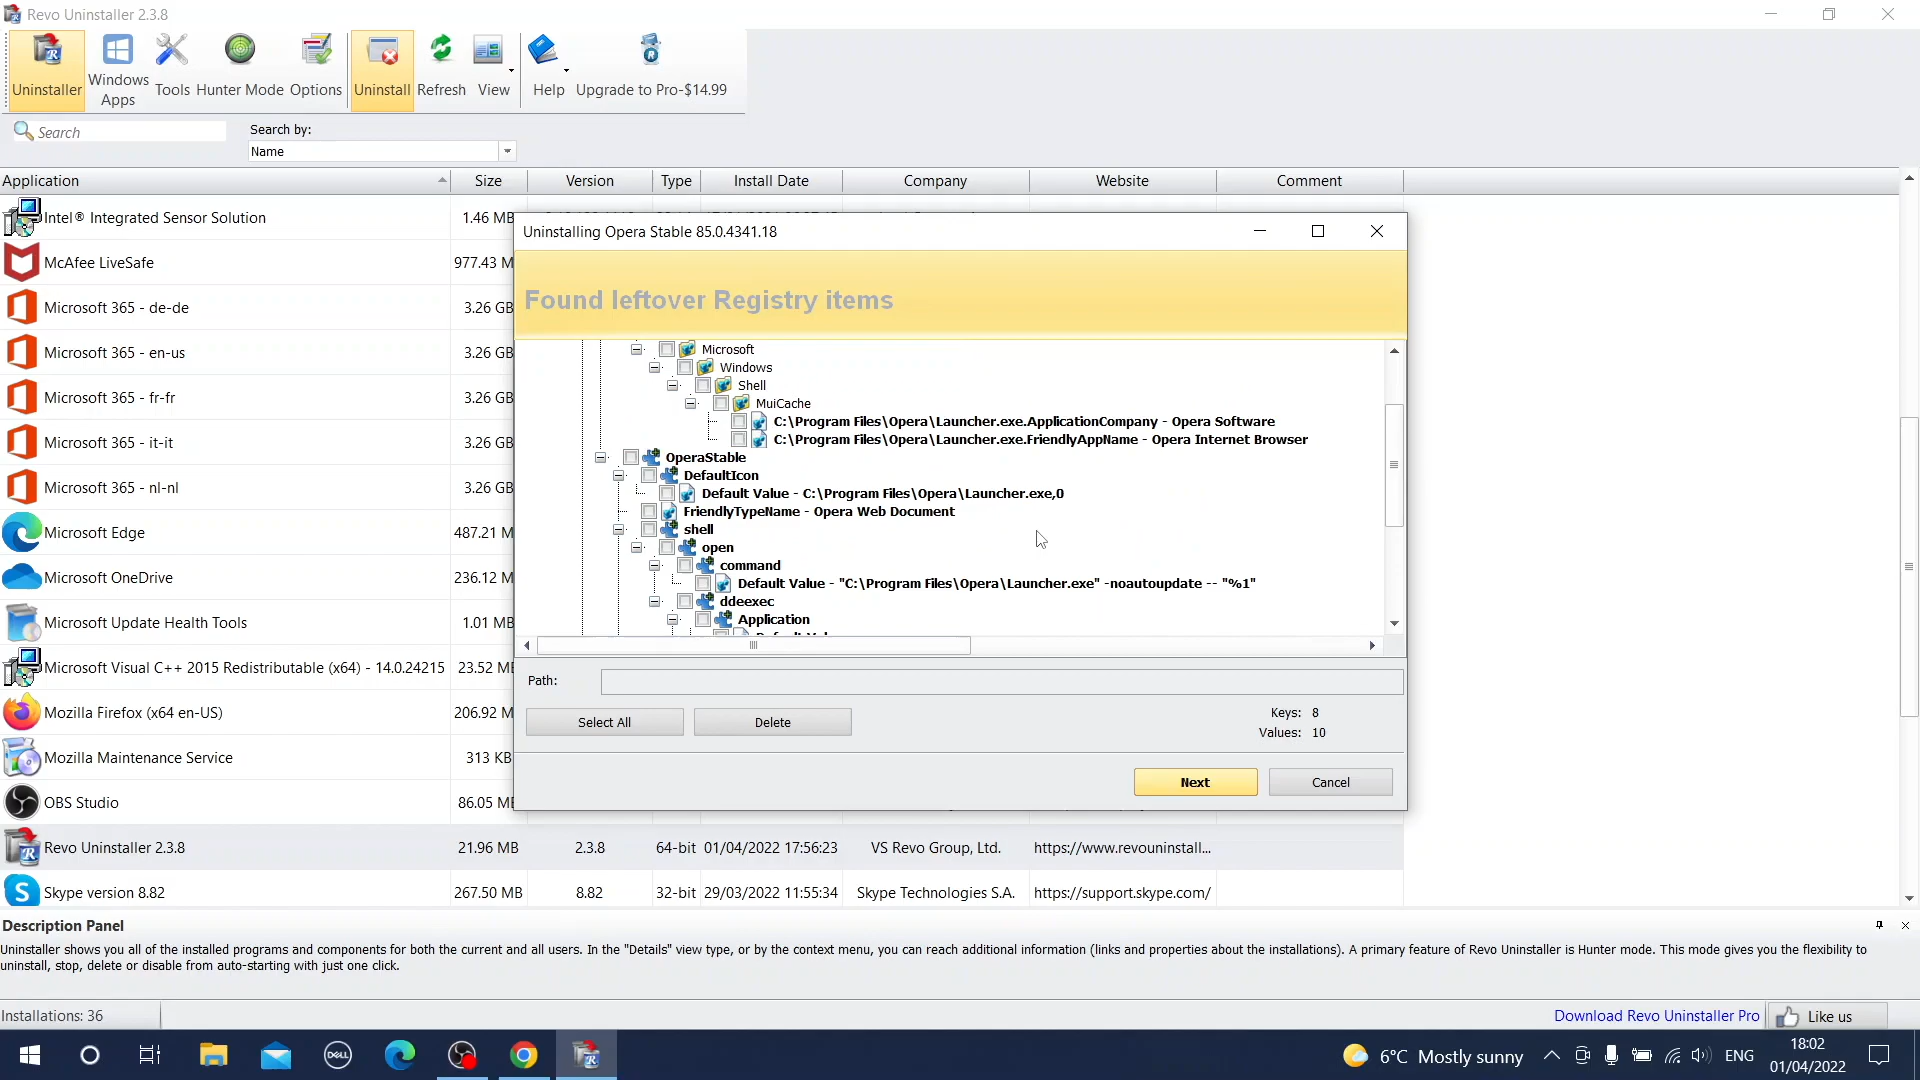 Revo Uninstaller 2.3.8
Uninstaller
Windows Apps
Tools
Hunter Mode
Options
Uninstall
Refresh
View
Help
Upgrade to Pro-$14.99
Search
Search by:
Name
Application Size Version Type Install Date Company Website Comment
Intel® Integrated Sensor Solution 1.46 MB
McAfee LiveSafe 977.43 M
Microsoft 365 - de-de 3.26 GB
Microsoft 365 - en-us 3.26 GB
Microsoft 365 - fr-fr 3.26 GB
Microsoft 365 - it-it 3.26 GB
Microsoft 365 - nl-nl 3.26 GB
Microsoft Edge 487.21 M
Microsoft OneDrive 236.12 M
Microsoft Update Health Tools 1.01 MB
Microsoft Visual C++ 2015 Redistributable (x64) - 14.0.24215 23.52 ME
Mozilla Firefox (x64 en-US) 206.92 M
Mozilla Maintenance Service 313 KB
OBS Studio 86.05 ME
Revo Uninstaller 2.3.8 21.96 MB 2.3.8 64-bit 01/04/2022 17:56:23 VS Revo Group, Ltd. https://www.revouninstall...
Skype version 8.82 267.50 MB 8.82 32-bit 29/03/2022 11:55:34 Skype Technologies S.A. https://support.skype.com/
Uninstalling Opera Stable 85.0.4341.18
Found leftover Registry items
Microsoft
Windows
Shell
MuiCache
C:\Program Files\Opera\Launcher.exe.ApplicationCompany - Opera Software
C:\Program Files\Opera\Launcher.exe.FriendlyAppName - Opera Internet Browser
OperaStable
DefaultIcon
Default Value - C:\Program Files\Opera\Launcher.exe,0
FriendlyTypeName - Opera Web Document
shell
open
command
Default Value - "C:\Program Files\Opera\Launcher.exe" -noautoupdate -- "%1"
ddeexec
Application
Path:
Select All
Delete
Keys: 8
Values: 10
Next
Cancel
Description Panel
Uninstaller shows you all of the installed programs and components for both the current and all users. In the "Details" view type, or by the context menu, you can reach additional information (links and properties about the installations). A primary feature of Revo Uninstaller is Hunter mode. This mode gives you the flexibility to
uninstall, stop, delete or disable from auto-starting with just one click.
Installations: 36
Download Revo Uninstaller Pro
Like us
DELL
6°C Mostly sunny
ENG
18:02
01/04/2022